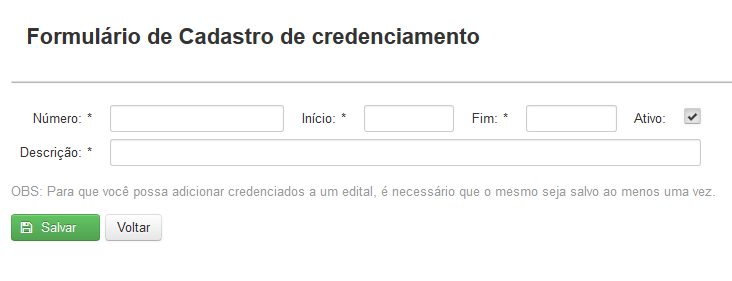 Formulário de Cadastro de credenciamento
Número: * Início: * Fim: * Ativo:
Descrição: *
OBS: Para que você possa adicionar credenciados a um edital, é necessário que o mesmo seja salvo ao menos uma vez.
Salvar Voltar